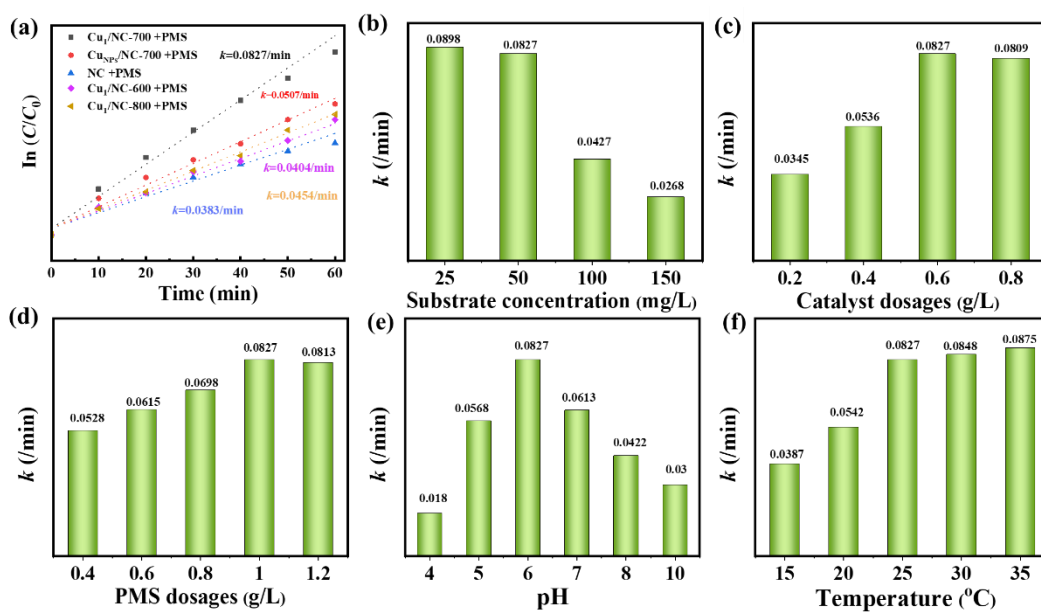 (a)
Cu1/NC-700 +PMS
CuNPs/NC-700 +PMS
NC +PMS
Cu1/NC-600 +PMS
Cu1/NC-800 +PMS
k=0.0827/min
k=0.0507/min
k=0.0404/min
k=0.0454/min
k=0.0383/min
ln (C/C0)
0 10 20 30 40 50 60
Time (min)
(b)
0.0898
0.0827
0.0427
0.0268
k (/min)
25 50 100 150
Substrate concentration (mg/L)
(c)
0.0345
0.0536
0.0827
0.0809
k (/min)
0.2 0.4 0.6 0.8
Catalyst dosages (g/L)
(d)
0.0528
0.0615
0.0698
0.0827
0.0813
k (/min)
0.4 0.6 0.8 1 1.2
PMS dosages (g/L)
(e)
0.018
0.0568
0.0827
0.0613
0.0422
0.03
k (/min)
4 5 6 7 8 10
pH
(f)
0.0387
0.0542
0.0827
0.0848
0.0875
k (/min)
15 20 25 30 35
Temperature (oC)